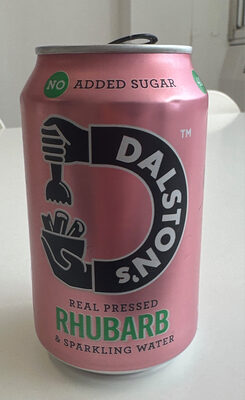 NO ADDED SUGAR
TM
DALSTON'S
REAL PRESSED
RHUBARB
& SPARKLING WATER